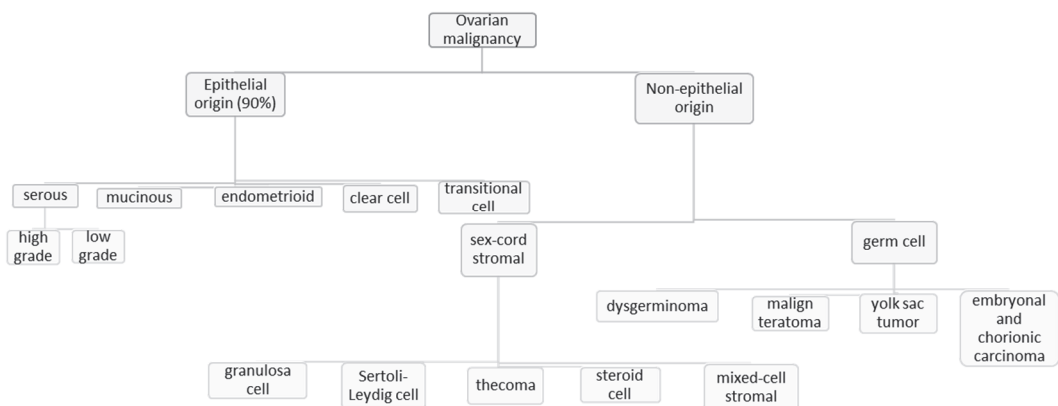 Ovarian
malignancy
Epithelial
origin (90%)
Non-epithelial
origin
serous
mucinous
endometrioid
clear cell
transitional
cell
high
grade
low
grade
sex-cord
stromal
germ cell
dysgerminoma
malign
teratoma
yolk sac
tumor
embryonal
and
chorionic
carcinoma
granulosa
cell
Sertoli-
Leydig cell
thecoma
steroid
cell
mixed-cell
stromal